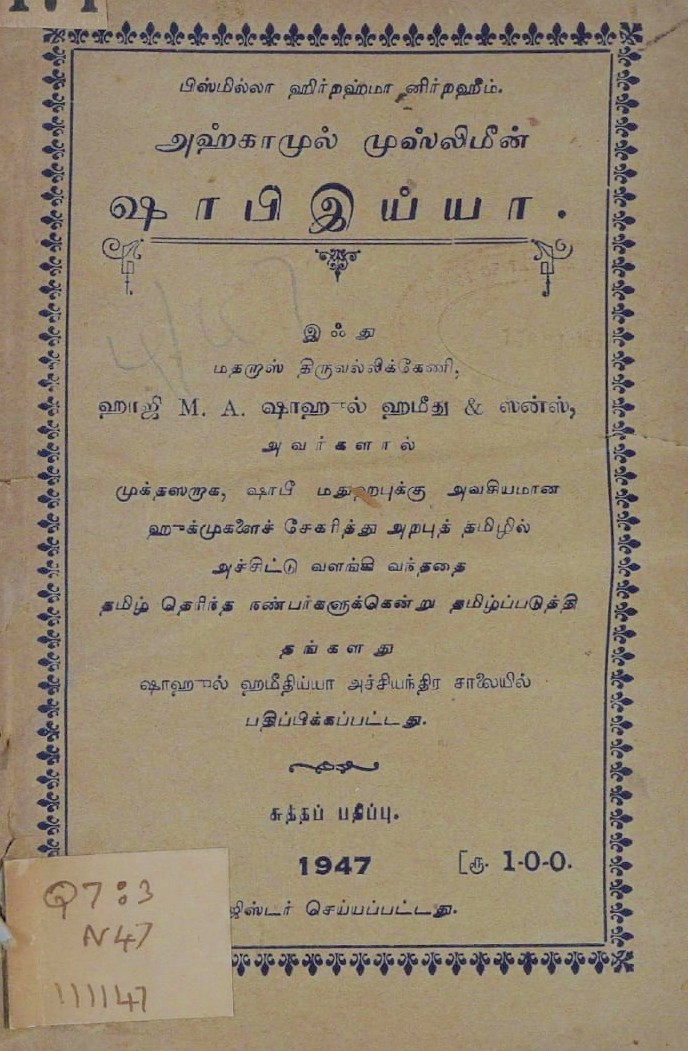 பிஸ்மில்லா ஹிர்றஹ்மா னிர்றஹீம்.
அஹ்காமுல் முஸ்லிமீன்
ஷாபிஇய்யா.
இஃது
மதறாஸ் திருவல்லிக்கேணி,
ஹாஜி M. A. ஷாஹுல் ஹமீது & ஸன்ஸ்,
அவர்களால்
முக்தஸறாக, ஷாபீ மதுஹபுக்கு அவசியமான
ஹுக்முகளைச் சேகரித்து அறபுத் தமிழில்
அச்சிட்டு வளங்கி வந்ததை
தமிழ் தெரிந்த நண்பர்களுக்கென்று தமிழ்ப்படுத்தி
தங்களது
ஷாஹுல் ஹமீதிய்யா அச்சியந்திர சாலையில்
பதிப்பிக்கப்பட்டது.
சுத்தப் பதிப்பு.
1947 [ரூ. 1-0-0.
ஜிஸ்டர் செய்யப்பட்டது.
Q7:3
N47
111147